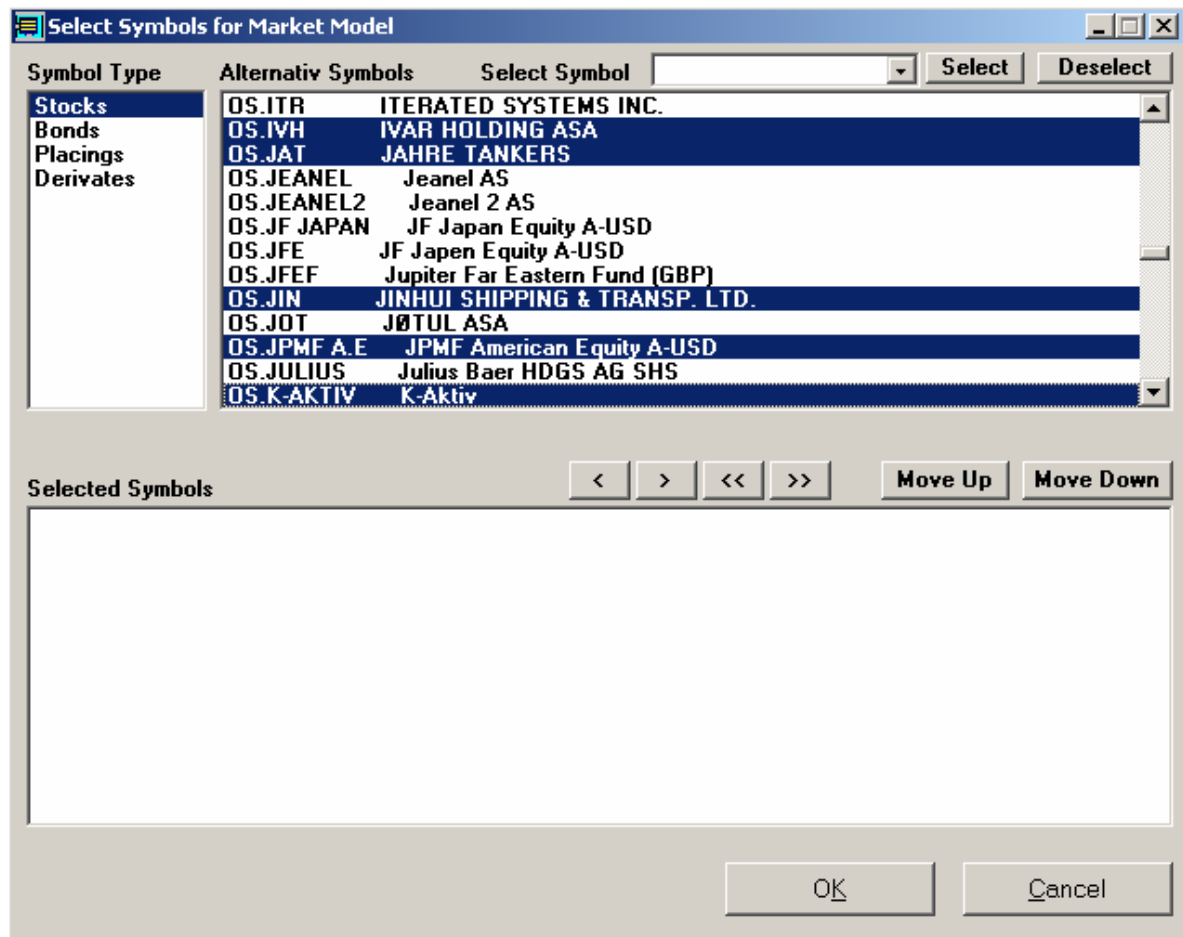 Select Symbols for Market Model
Symbol Type Alternativ Symbols Select Symbol Select Deselect
Stocks
Bonds
Placings
Derivates
OS.ITR ITERATED SYSTEMS INC.
OS.IVH IVAR HOLDING ASA
OS.JAT JAHRE TANKERS
OS.JEANEL Jeanel AS
OS.JEANEL2 Jeanel 2 AS
OS.JF JAPAN JF Japan Equity A-USD
OS.JFE JF Japen Equity A-USD
OS.JFEF Jupiter Far Eastern Fund (GBP)
OS.JIN JINHUI SHIPPING & TRANSP. LTD.
OS.JOT JØTUL ASA
OS.JPMF A.E JPMF American Equity A-USD
OS.JULIUS Julius Baer HDGS AG SHS
OS.K-AKTIV K-Aktiv
Selected Symbols < > << >> Move Up Move Down
OK Cancel